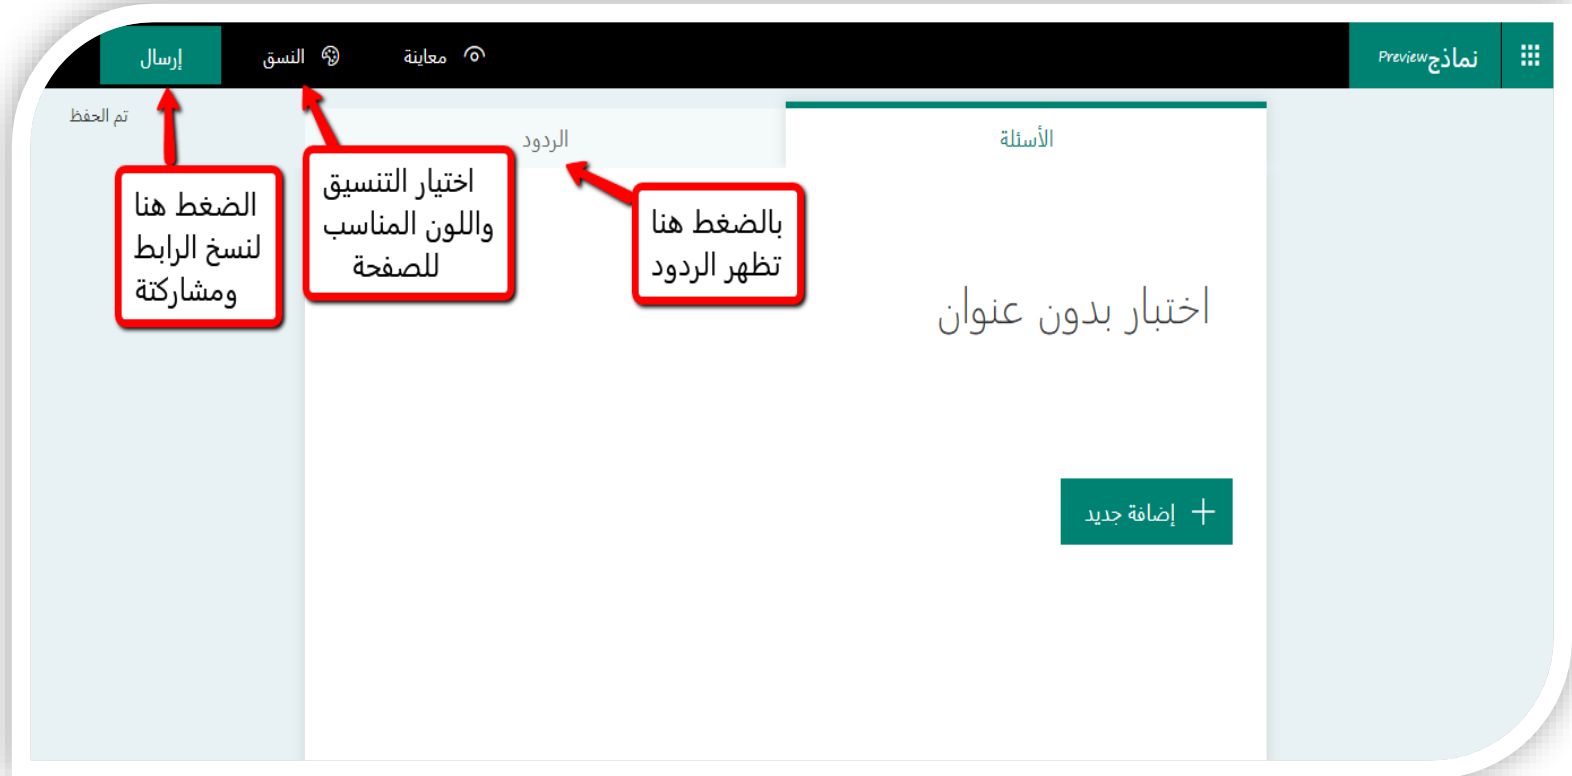 نماذج Preview
معاينة
النسق
إرسال
تم الحفظ
الأسئلة
الردود
بالضغط هنا
تظهر الردود
اختيار التنسيق
واللون المناسب
للصفحة
الضغط هنا
لنسخ الرابط
ومشاركتة
اختبار بدون عنوان
إضافة جديد